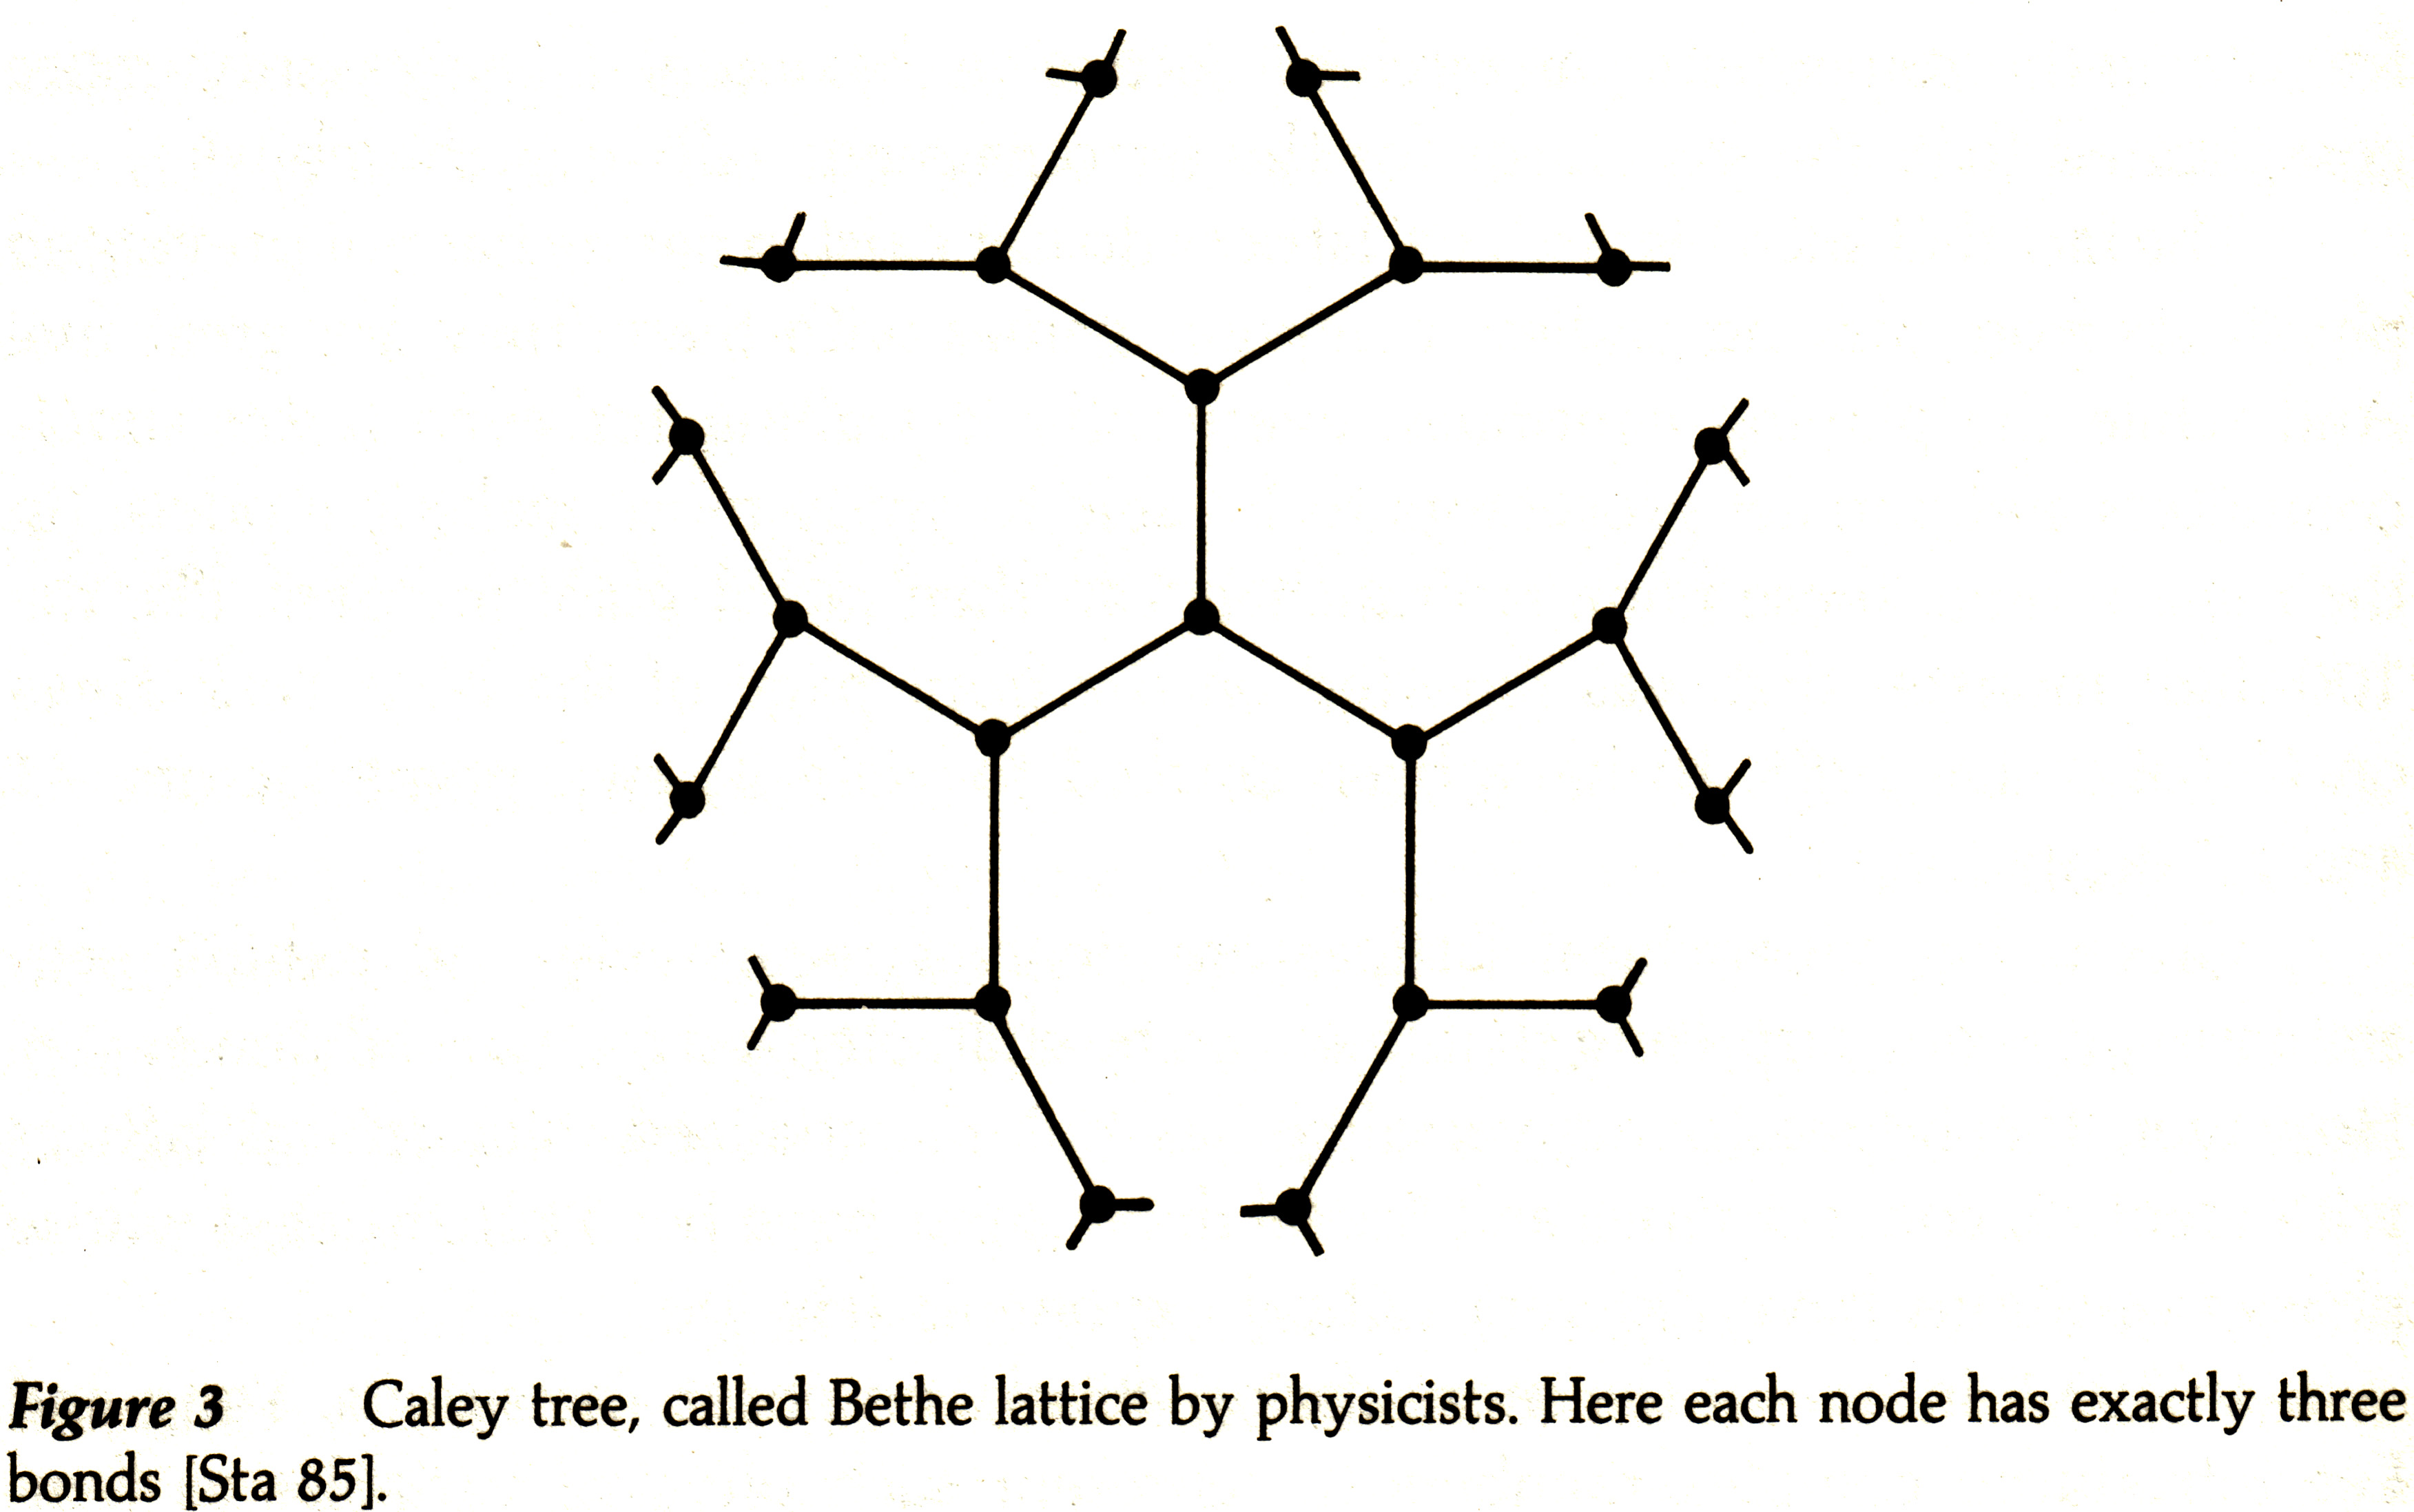 Figure 3 Caley tree, called Bethe lattice by physicists. Here each node has exactly three
bonds [Sta 85].